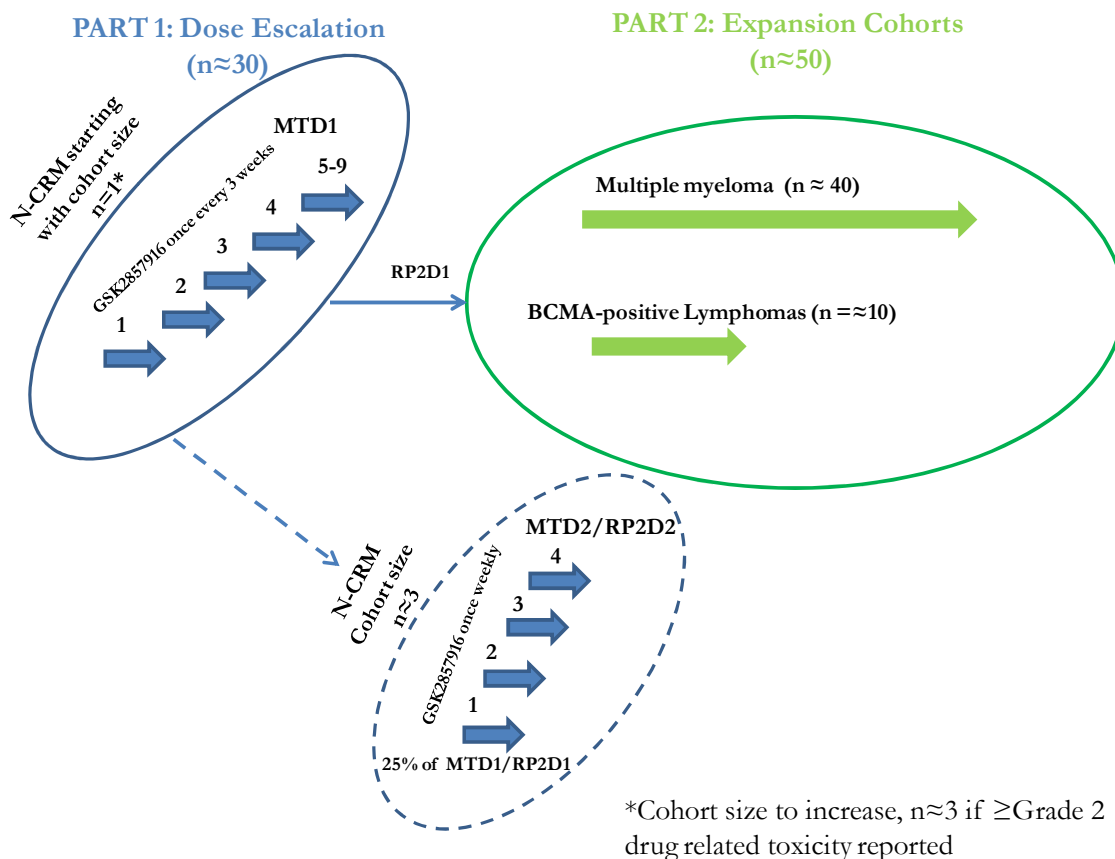 PART 1: Dose Escalation
(n≈30)
PART 2: Expansion Cohorts
(n≈50)
N-CRM starting
with cohort size
n=1*
GSK2857916 once every 3 weeks
MTD1
1
2
3
4
5-9
RP2D1
Multiple myeloma (n ≈ 40)
BCMA-positive Lymphomas (n =≈10)
N-CRM
Cohort size
n≈3
GSK2857916 once weekly
MTD2/RP2D2
4
3
2
1
25% of MTD1/RP2D1
*Cohort size to increase, n≈3 if ≥Grade 2
drug related toxicity reported